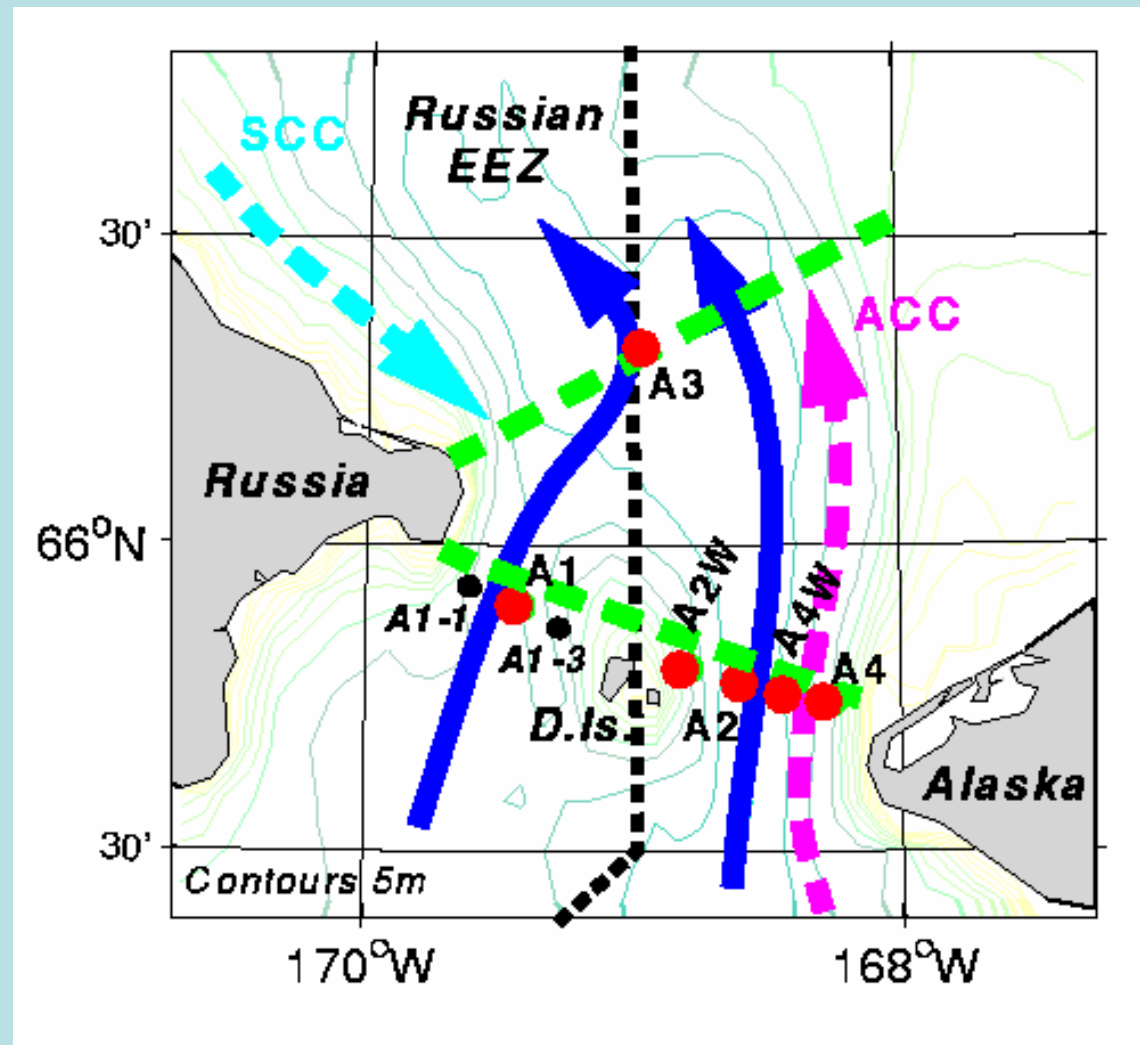 Russian
EEZ
SCC
30'
ACC
A3
Russia
66°N
A1
A2W
A4W
A1-1
A1-3
A4
D.Is.
A2
Alaska
30'
Contours 5m
170°W
168°W